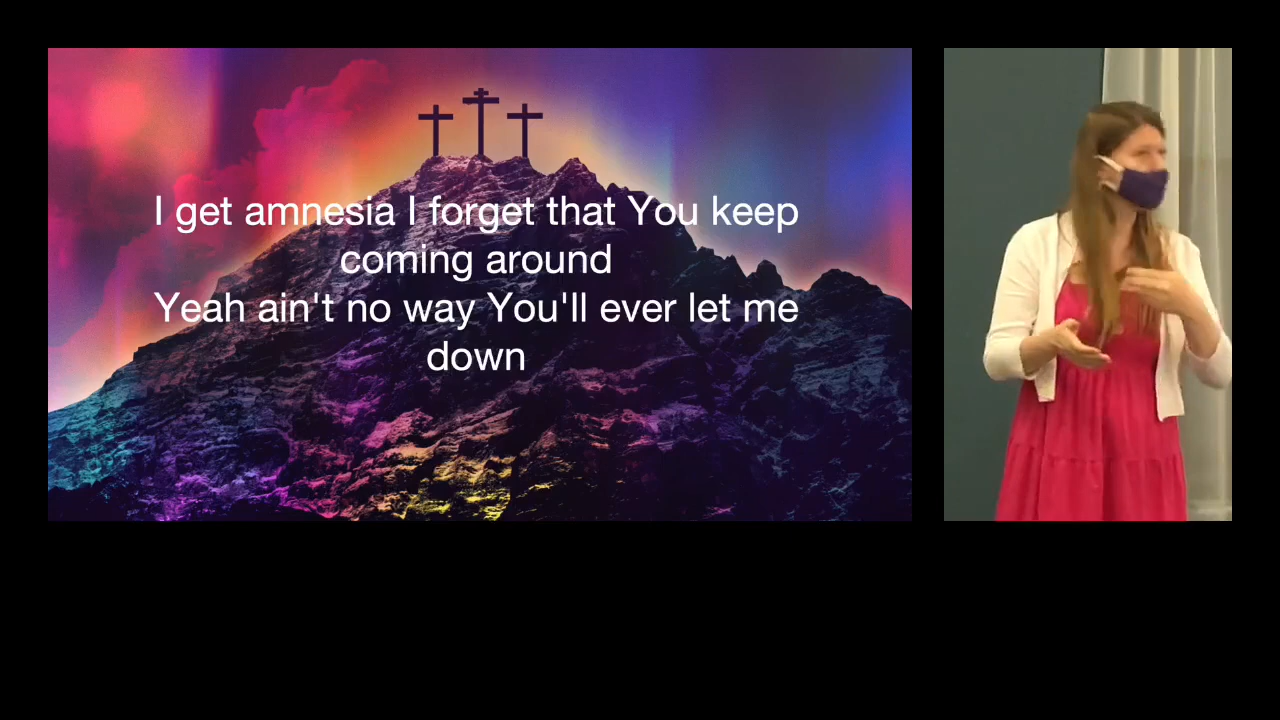 I get amnesia I forget that You keep
coming around
Yeah ain't no way You'll ever let me
down